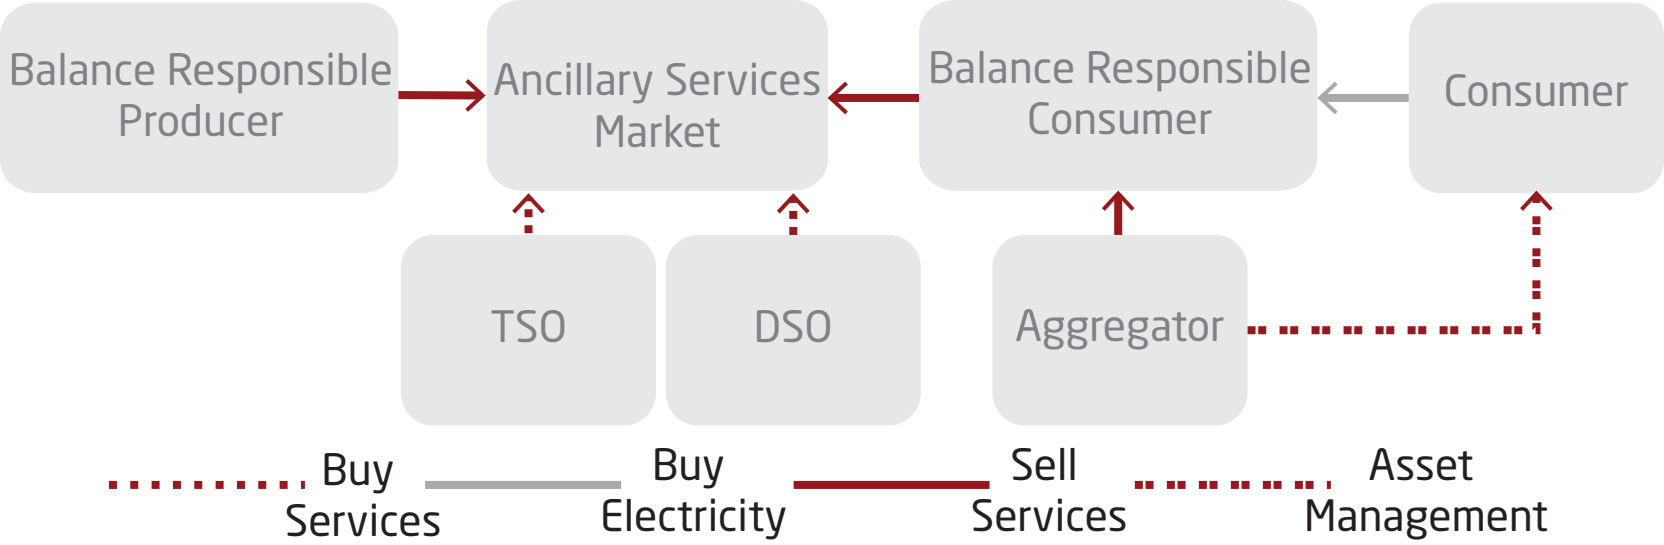 Balance Responsible
Producer
Ancillary Services
Market
Balance Responsible
Consumer
Consumer
TSO
DSO
Aggregator
Buy
Services
Buy
Electricity
Sell
Services
Asset
Management